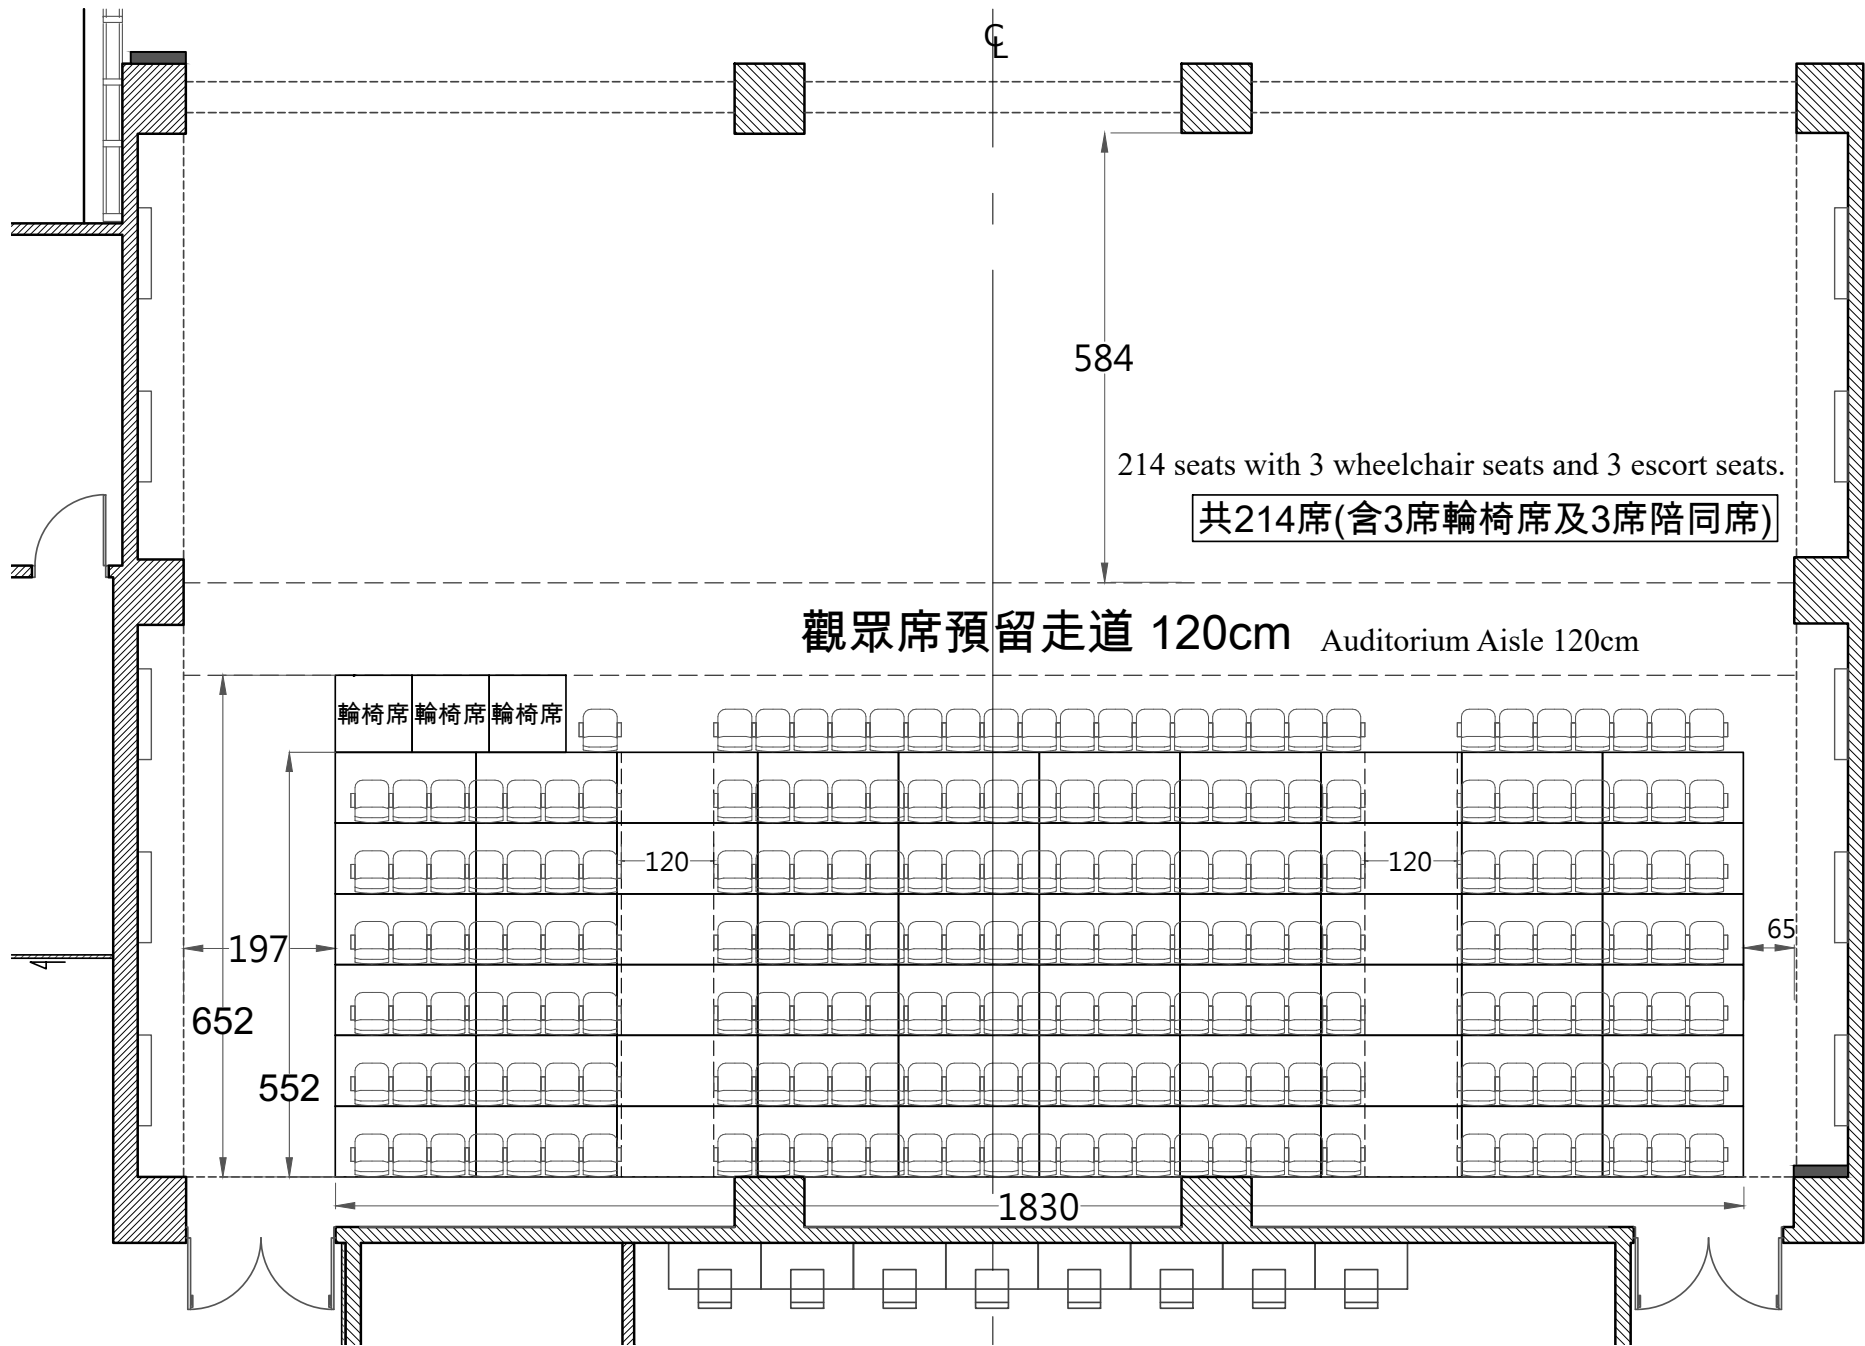 ℄
584
214 seats with 3 wheelchair seats and 3 escort seats.
共214席(含3席輪椅席及3席陪同席)
觀眾席預留走道 120cm
Auditorium Aisle 120cm
輪椅席 輪椅席 輪椅席
120
120
197
65
4
652
552
1830